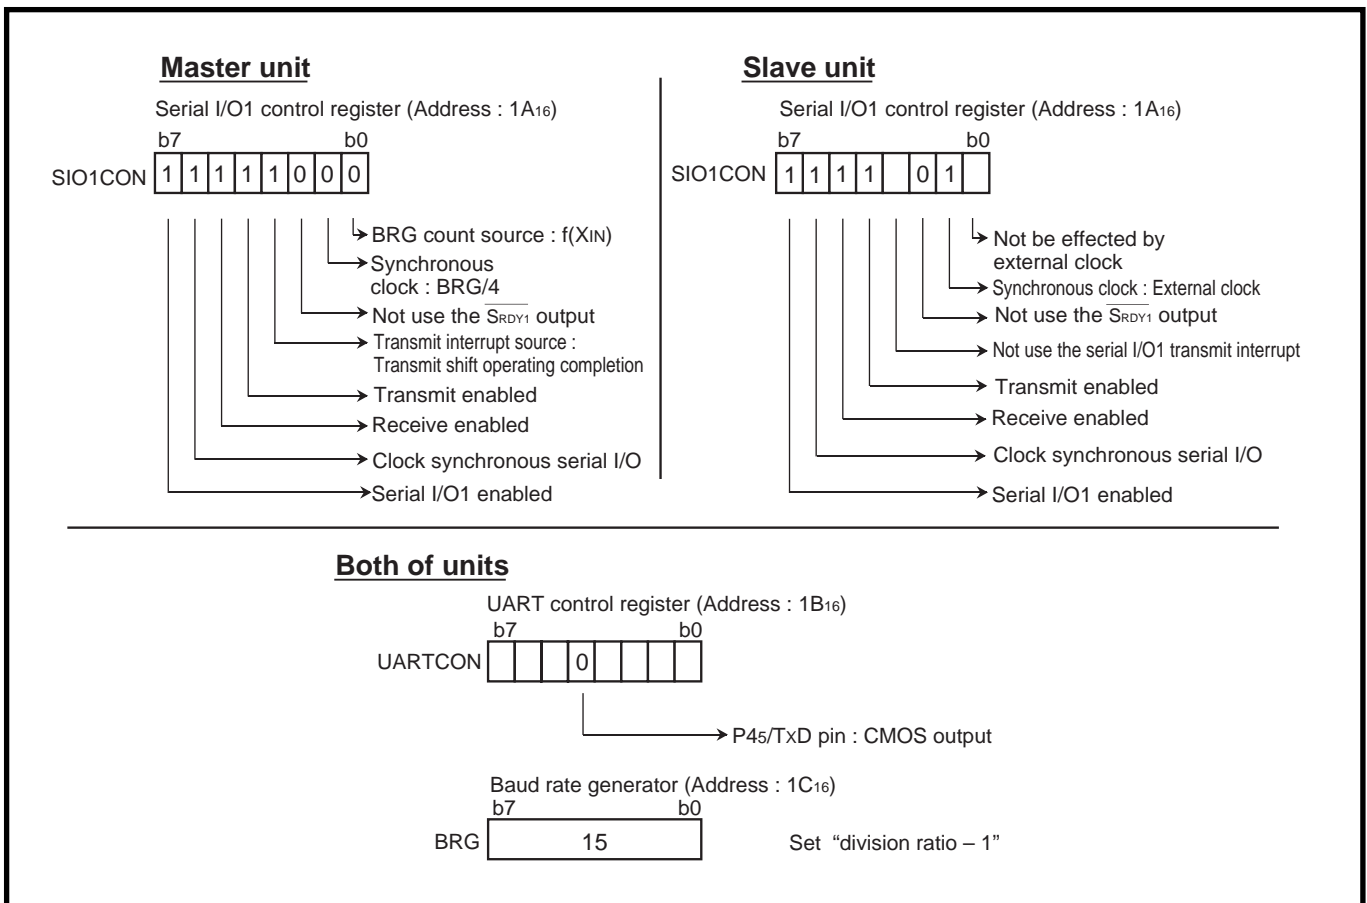 Master unit
Serial I/O1 control register (Address : 1A16)
b7 b0
SIO1CON 1 1 1 1 1 0 0 0
BRG count source : f(XIN)
Synchronous
clock : BRG/4
Not use the SRDY1 output
Transmit interrupt source :
Transmit shift operating completion
Transmit enabled
Receive enabled
Clock synchronous serial I/O
Serial I/O1 enabled
Slave unit
Serial I/O1 control register (Address : 1A16)
b7 b0
SIO1CON 1 1 1 1 0 1
Not be effected by
external clock
Synchronous clock : External clock
Not use the SRDY1 output
Not use the serial I/O1 transmit interrupt
Transmit enabled
Receive enabled
Clock synchronous serial I/O
Serial I/O1 enabled
Both of units
UART control register (Address : 1B16)
b7 b0
UARTCON 0
P45/TXD pin : CMOS output
Baud rate generator (Address : 1C16)
b7 b0
BRG 15 Set “division ratio – 1”